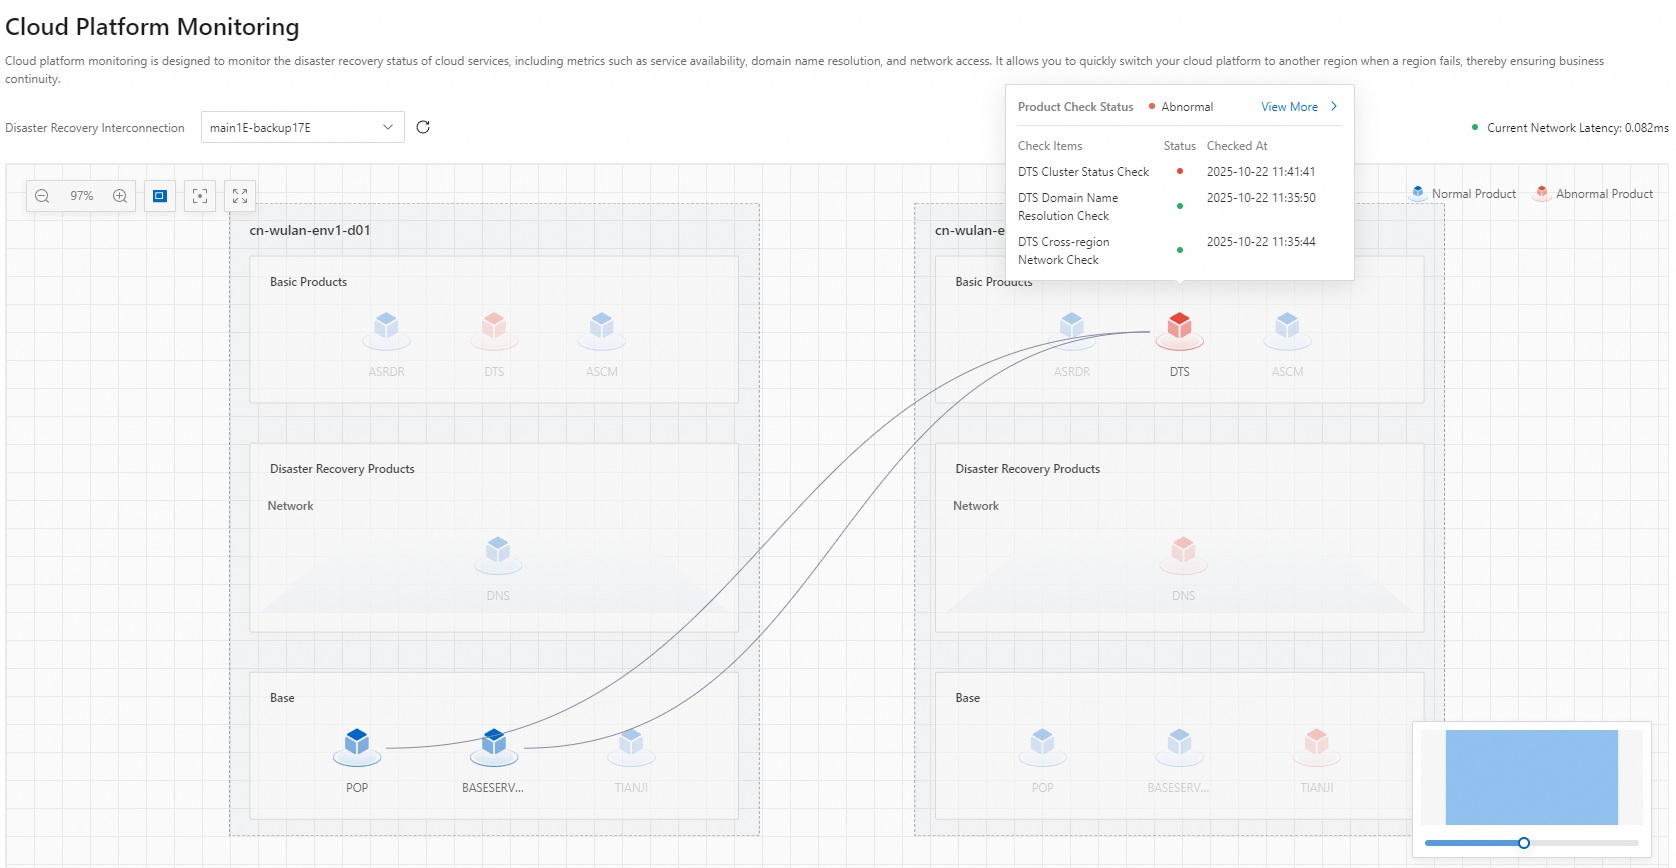 Cloud Platform Monitoring
Cloud platform monitoring is designed to monitor the disaster recovery status of cloud services, including metrics such as service availability, domain name resolution, and network access. It allows you to quickly switch your cloud platform to another region when a region fails, thereby ensuring business
continuity.
Product Check Status Abnormal View More
Disaster Recovery Interconnection main1E-backup17E
Current Network Latency: 0.082ms
Check Items Status Checked At
DTS Cluster Status Check 2025-10-22 11:41:41
DTS Domain Name 2025-10-22 11:35:50
Resolution Check
DTS Cross-region 2025-10-22 11:35:44
Network Check
97%
Normal Product Abnormal Product
cn-wulan-env1-d01
Basic Products
ASRDR DTS ASCM
Disaster Recovery Products
Network
DNS
Base
POP BASESERV... TIANJI
cn-wulan-e
Basic Products
ASRDR DTS ASCM
Disaster Recovery Products
Network
DNS
Base
POP BASESERV... TIANJI